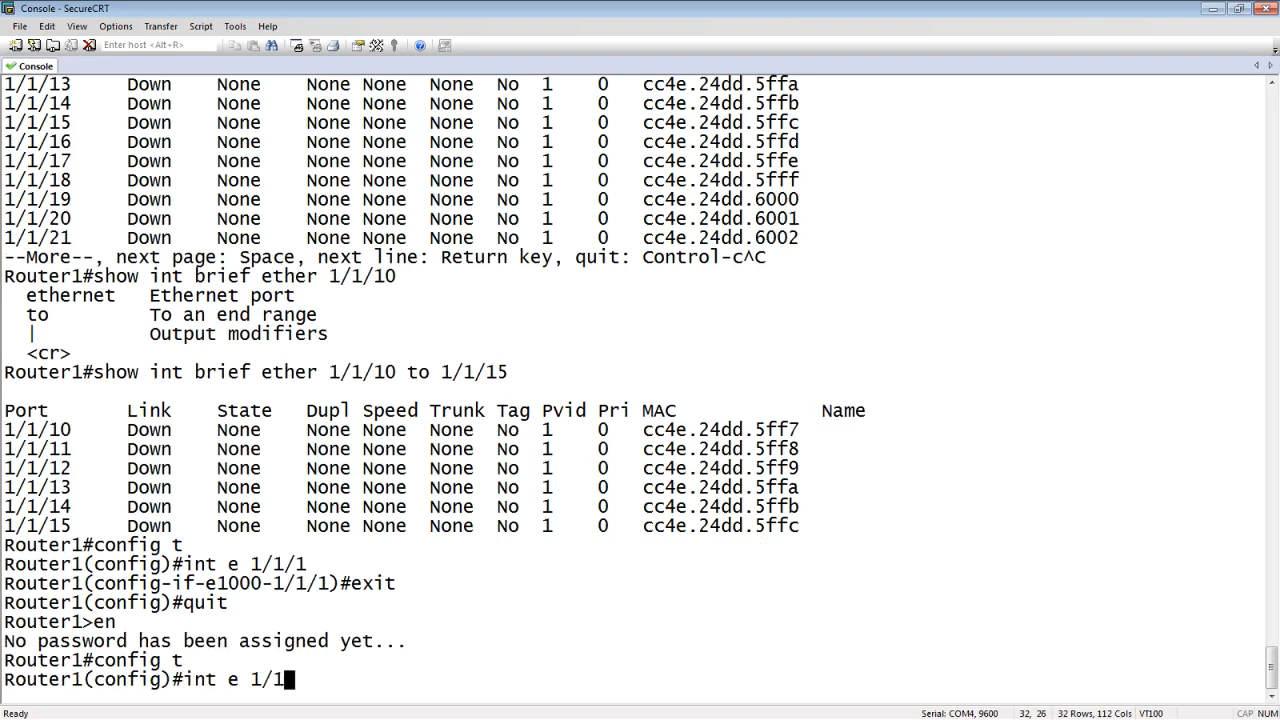 Console - SecureCRT
File Edit View Options Transfer Script Tools Help
Enter host <Alt+R>
Console
1/1/13 Down None None None None No 1 0 cc4e.24dd.5ffa
1/1/14 Down None None None None No 1 0 cc4e.24dd.5ffb
1/1/15 Down None None None None No 1 0 cc4e.24dd.5ffc
1/1/16 Down None None None None No 1 0 cc4e.24dd.5ffd
1/1/17 Down None None None None No 1 0 cc4e.24dd.5ffe
1/1/18 Down None None None None No 1 0 cc4e.24dd.5fff
1/1/19 Down None None None None No 1 0 cc4e.24dd.6000
1/1/20 Down None None None None No 1 0 cc4e.24dd.6001
1/1/21 Down None None None None No 1 0 cc4e.24dd.6002
--More--, next page: Space, next line: Return key, quit: Control-c^C
Router1#show int brief ether 1/1/10
ethernet Ethernet port
to To an end range
| Output modifiers
<cr>
Router1#show int brief ether 1/1/10 to 1/1/15
Port Link State Dupl Speed Trunk Tag Pvid Pri MAC Name
1/1/10 Down None None None None No 1 0 cc4e.24dd.5ff7
1/1/11 Down None None None None No 1 0 cc4e.24dd.5ff8
1/1/12 Down None None None None No 1 0 cc4e.24dd.5ff9
1/1/13 Down None None None None No 1 0 cc4e.24dd.5ffa
1/1/14 Down None None None None No 1 0 cc4e.24dd.5ffb
1/1/15 Down None None None None No 1 0 cc4e.24dd.5ffc
Router1#config t
Router1(config)#int e 1/1/1
Router1(config-if-e1000-1/1/1)#exit
Router1(config)#quit
Router1>en
No password has been assigned yet...
Router1#config t
Router1(config)#int e 1/1
Ready Serial: COM4, 9600 32, 26 32 Rows, 112 Cols VT100 CAP NUM